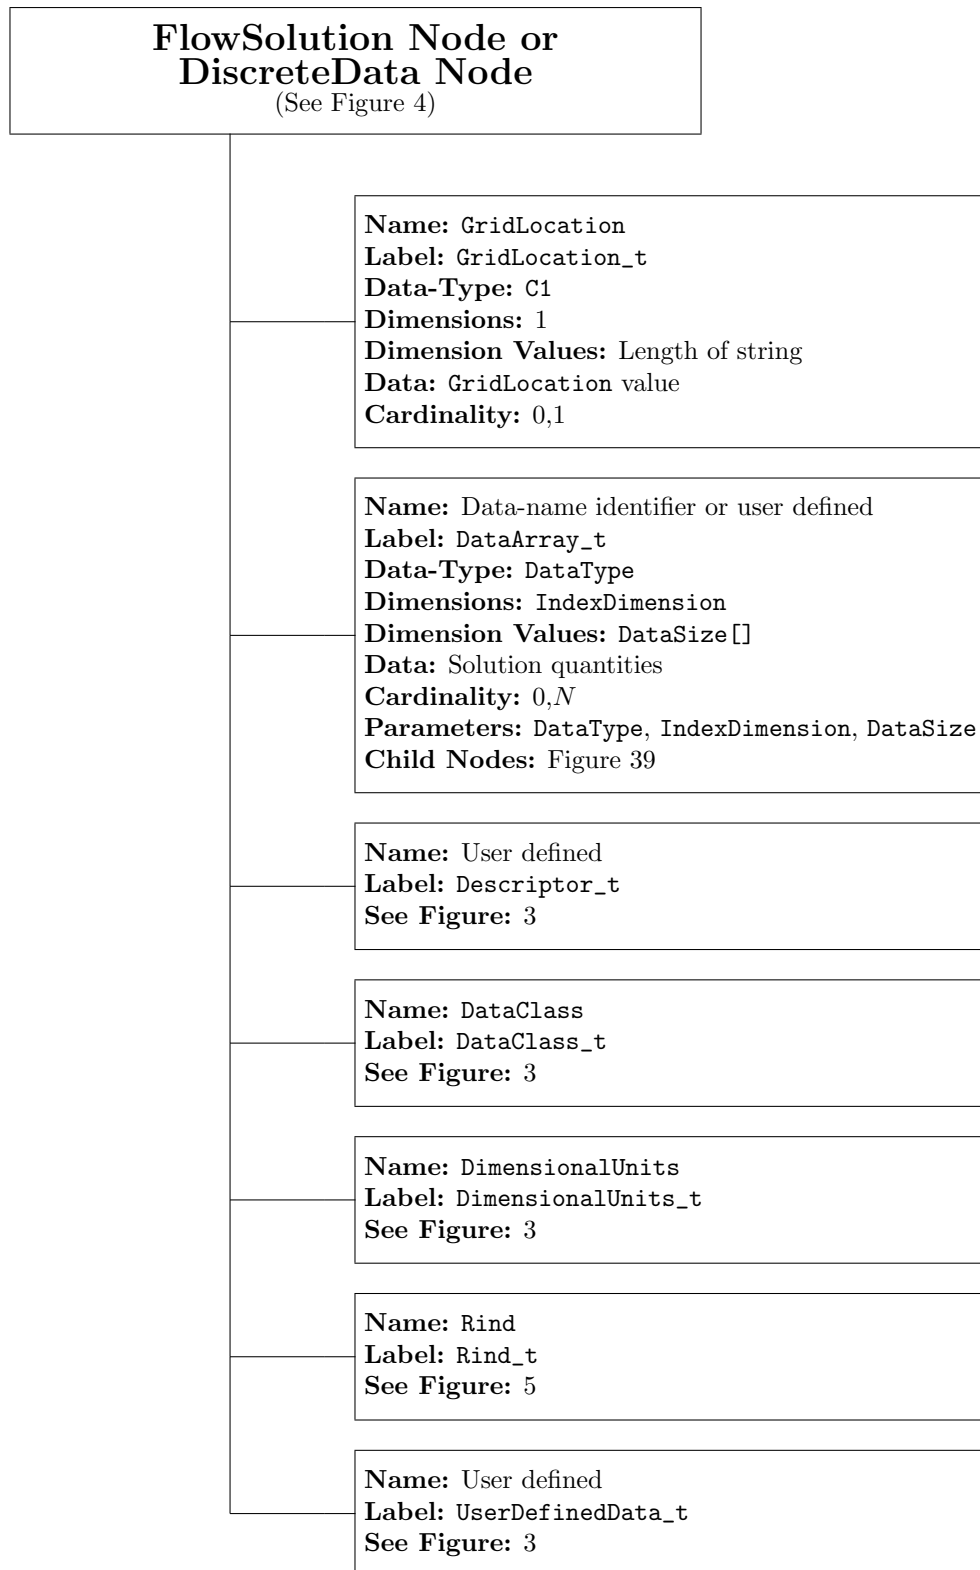 FlowSolution Node or
DiscreteData Node
(See Figure 4)
Name: GridLocation
Label: GridLocation_t
Data-Type: C1
Dimensions: 1
Dimension Values: Length of string
Data: GridLocation value
Cardinality: 0,1
Name: Data-name identifier or user defined
Label: DataArray_t
Data-Type: DataType
Dimensions: IndexDimension
Dimension Values: DataSize[]
Data: Solution quantities
Cardinality: 0,N
Parameters: DataType, IndexDimension, DataSize
Child Nodes: Figure 39
Name: User defined
Label: Descriptor_t
See Figure: 3
Name: DataClass
Label: DataClass_t
See Figure: 3
Name: DimensionalUnits
Label: DimensionalUnits_t
See Figure: 3
Name: Rind
Label: Rind_t
See Figure: 5
Name: User defined
Label: UserDefinedData_t
See Figure: 3